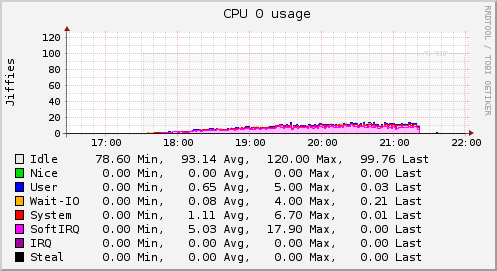 CPU 0 usage
RRDTOOL / TOBI OETIKER
Jiffies
120
100
80
60
40
20
0
17:00 18:00 19:00 20:00 21:00 22:00
Idle 78.60 Min, 93.14 Avg, 120.00 Max, 99.76 Last
Nice 0.00 Min, 0.00 Avg, 0.00 Max, 0.00 Last
User 0.00 Min, 0.65 Avg, 5.00 Max, 0.03 Last
Wait-IO 0.00 Min, 0.08 Avg, 4.00 Max, 0.21 Last
System 0.00 Min, 1.11 Avg, 6.70 Max, 0.01 Last
SoftIRQ 0.00 Min, 5.03 Avg, 17.90 Max, 0.00 Last
IRQ 0.00 Min, 0.00 Avg, 0.00 Max, 0.00 Last
Steal 0.00 Min, 0.00 Avg, 0.00 Max, 0.00 Last